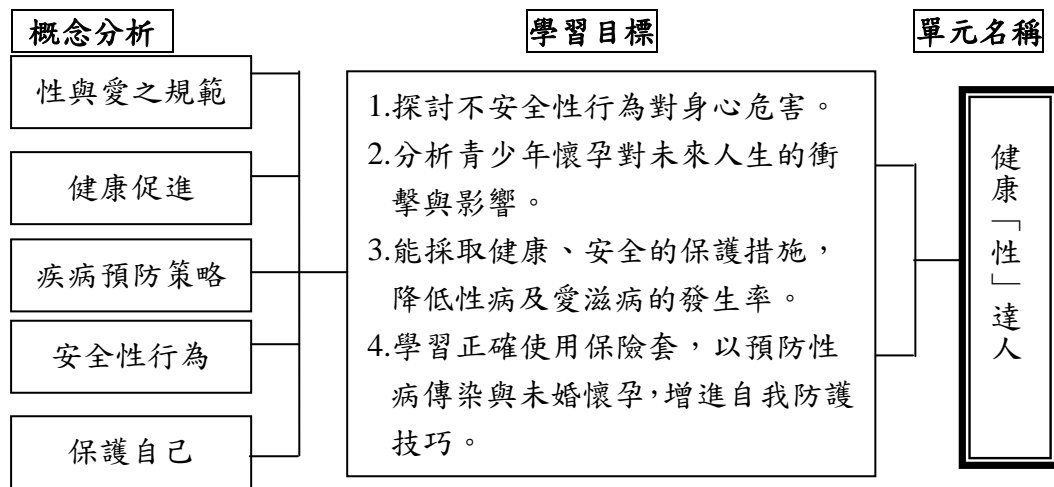 概念分析
學習目標
單元名稱
性與愛之規範
健康促進
疾病預防策略
安全性行為
保護自己
1.探討不安全性行為對身心危害。
2.分析青少年懷孕對未來人生的衝
擊與影響。
3.能採取健康、安全的保護措施，
降低性病及愛滋病的發生率。
4.學習正確使用保險套，以預防性
病傳染與未婚懷孕，增進自我防護
技巧。
健康「性」達人